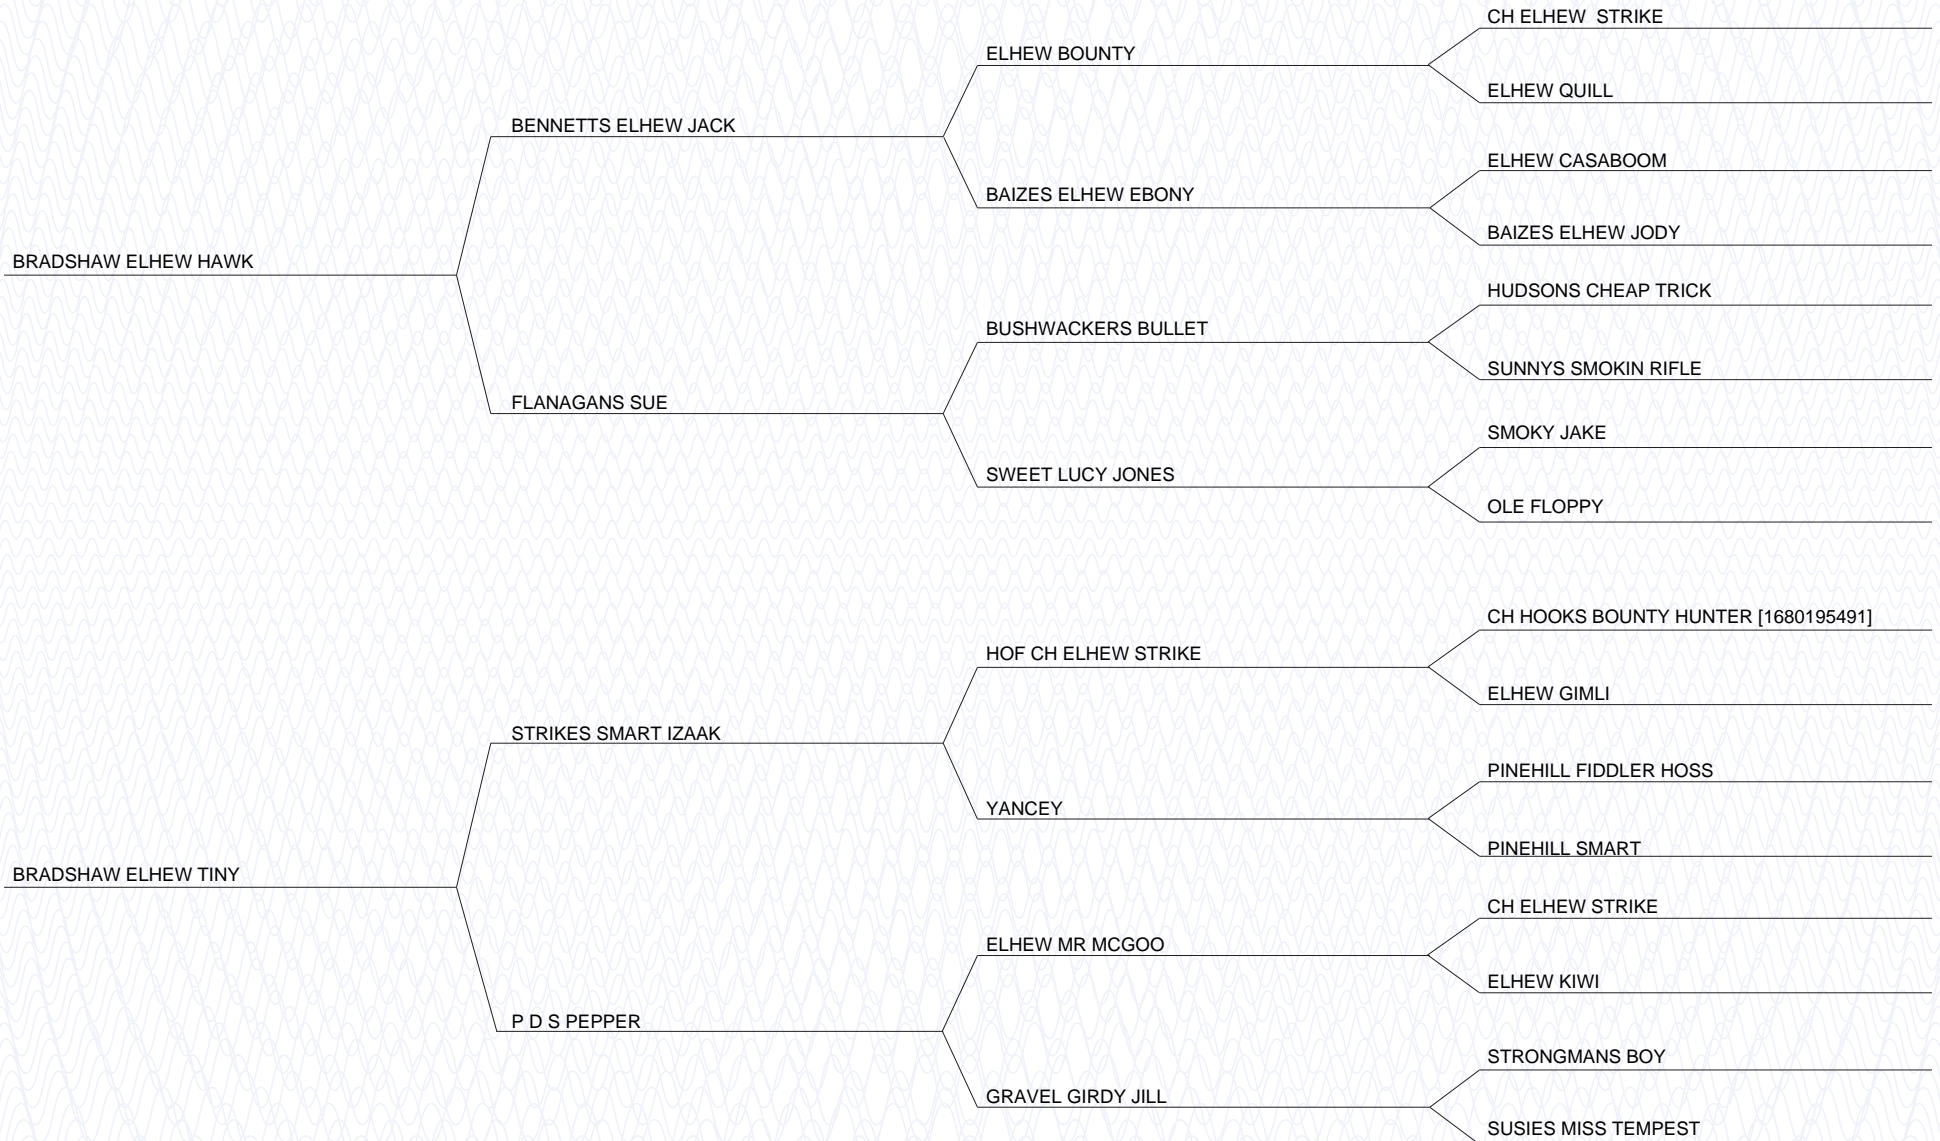 CH ELHEW  STRIKE
ELHEW BOUNTY
ELHEW QUILL
BENNETTS ELHEW JACK
ELHEW CASABOOM
BAIZES ELHEW EBONY
BAIZES ELHEW JODY
BRADSHAW ELHEW HAWK
HUDSONS CHEAP TRICK
BUSHWACKERS BULLET
SUNNYS SMOKIN RIFLE
FLANAGANS SUE
SMOKY JAKE
SWEET LUCY JONES
OLE FLOPPY
CH HOOKS BOUNTY HUNTER [1680195491]
HOF CH ELHEW STRIKE
ELHEW GIMLI
STRIKES SMART IZAAK
PINEHILL FIDDLER HOSS
YANCEY
PINEHILL SMART
BRADSHAW ELHEW TINY
CH ELHEW STRIKE
ELHEW MR MCGOO
ELHEW KIWI
P D S PEPPER
STRONGMANS BOY
GRAVEL GIRDY JILL
SUSIES MISS TEMPEST